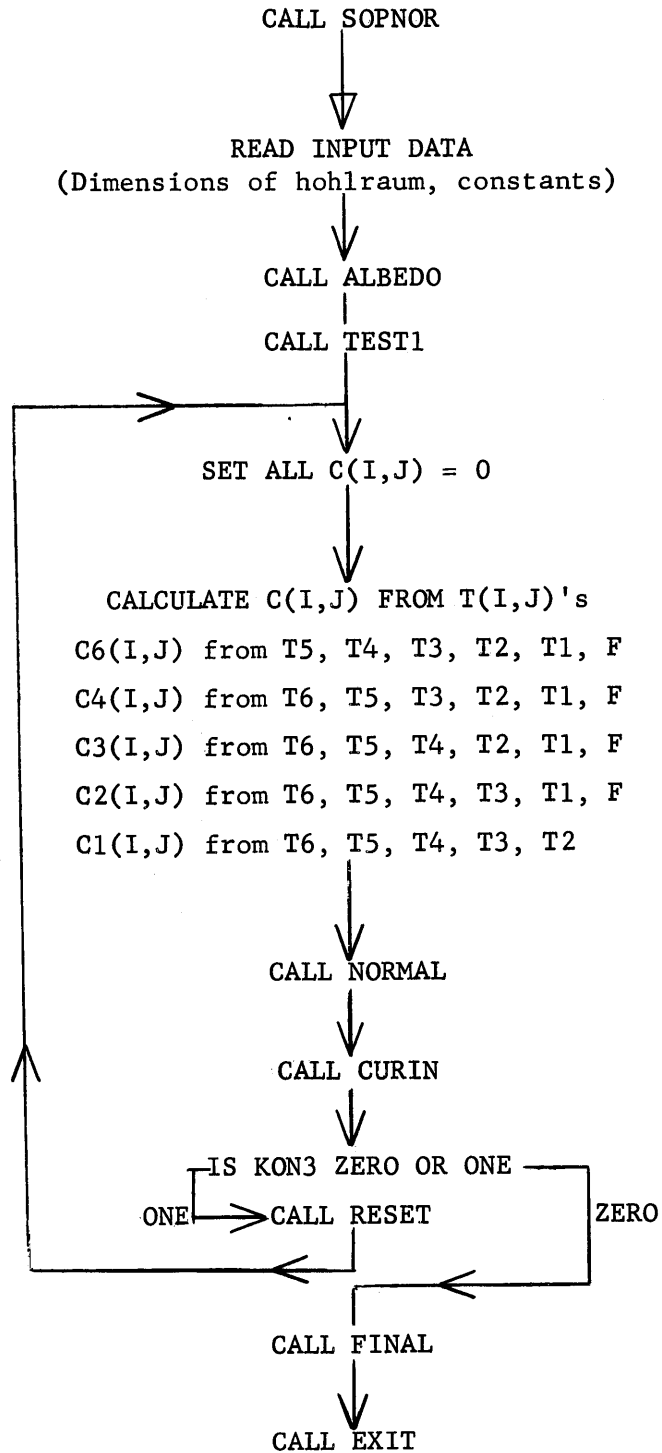 CALL SOPNOR
READ INPUT DATA
(Dimensions of hohlraum, constants)
CALL ALBEDO
CALL TEST1
SET ALL C(I,J) = 0
CALCULATE C(I,J) FROM T(I,J)'s
C6(I,J) from T5, T4, T3, T2, T1, F
C4(I,J) from T6, T5, T3, T2, T1, F
C3(I,J) from T6, T5, T4, T2, T1, F
C2(I,J) from T6, T5, T4, T3, T1, F
C1(I,J) from T6, T5, T4, T3, T2
CALL NORMAL
CALL CURIN
IS KON3 ZERO OR ONE
ONE CALL RESET ZERO
CALL FINAL
CALL EXIT